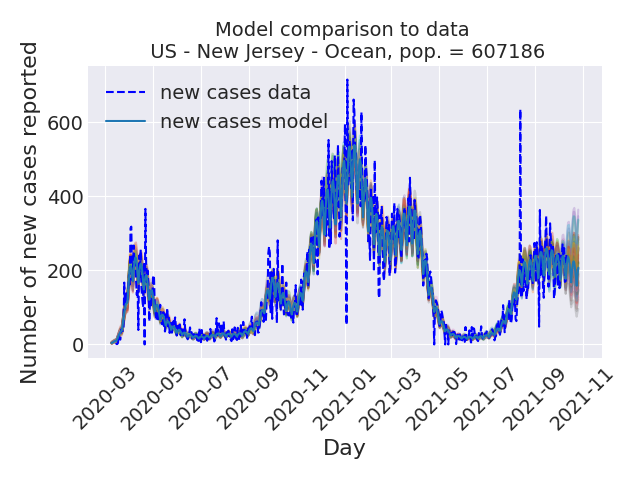 Model comparison to data
US - New Jersey - Ocean, pop. = 607186
Number of new cases reported
new cases data
new cases model
600
400
200
0
2020-03
2020-05
2020-07
2020-09
2020-11
2021-01
2021-03
2021-05
2021-07
2021-09
2021-11
Day